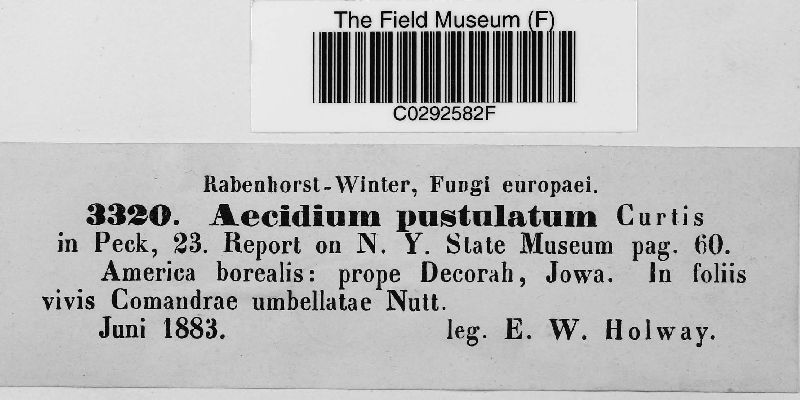 The Field Museum (F)
C0292582F
Rabenhorst-Winter, Fungi europaei.
3320. Aecidium pustulatum Curtis
in Peck, 23. Report on N. Y. State Museum pag. 60.
America borealis: prope Decorah, Jowa. In foliis
vivis Comandrae umbellatae Nutt.
Juni 1883. leg. E. W. Holway.